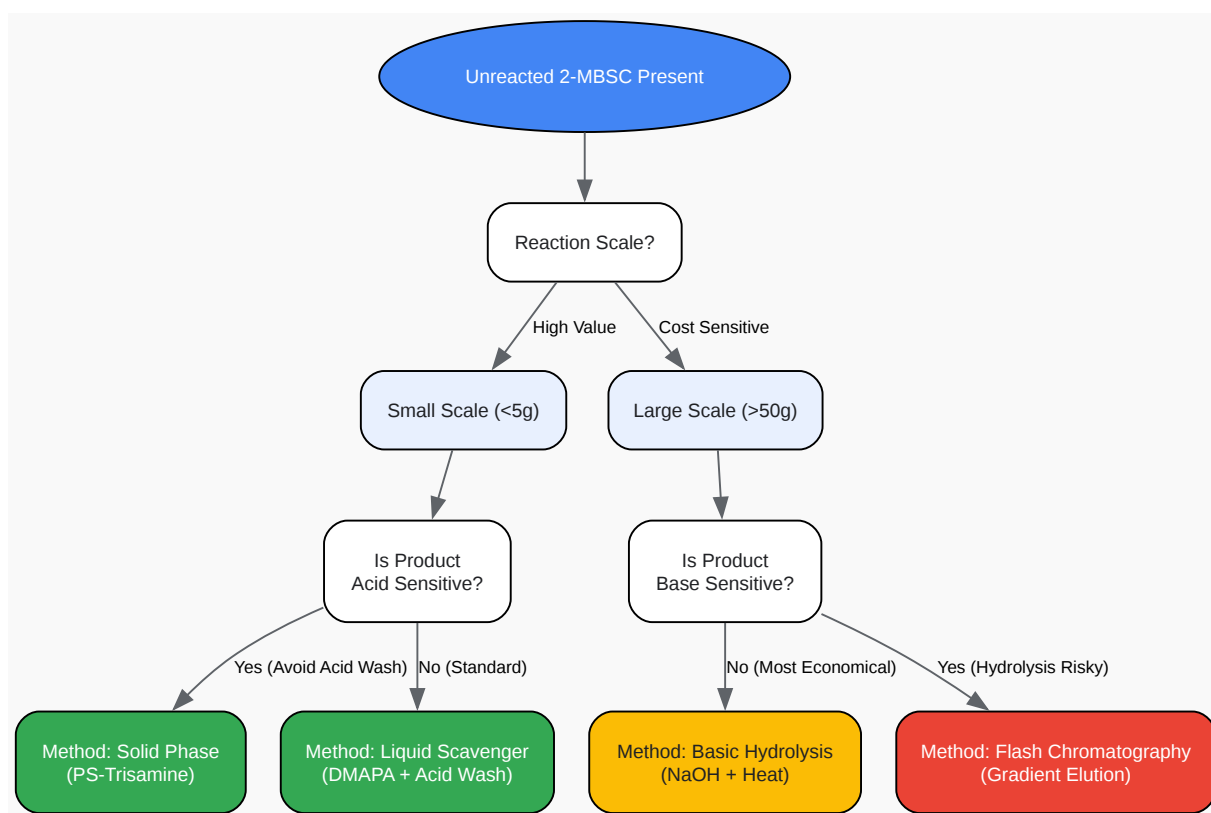 Unreacted 2-MBSC Present
Reaction Scale?
High Value
Cost Sensitive
Small Scale (<5g)
Large Scale (>50g)
Is Product
Acid Sensitive?
Is Product
Base Sensitive?
Yes (Avoid Acid Wash)
No (Standard)
No (Most Economical)
Yes (Hydrolysis Risky)
Method: Solid Phase
(PS-Trisamine)
Method: Liquid Scavenger
(DMAPA + Acid Wash)
Method: Basic Hydrolysis
(NaOH + Heat)
Method: Flash Chromatography
(Gradient Elution)